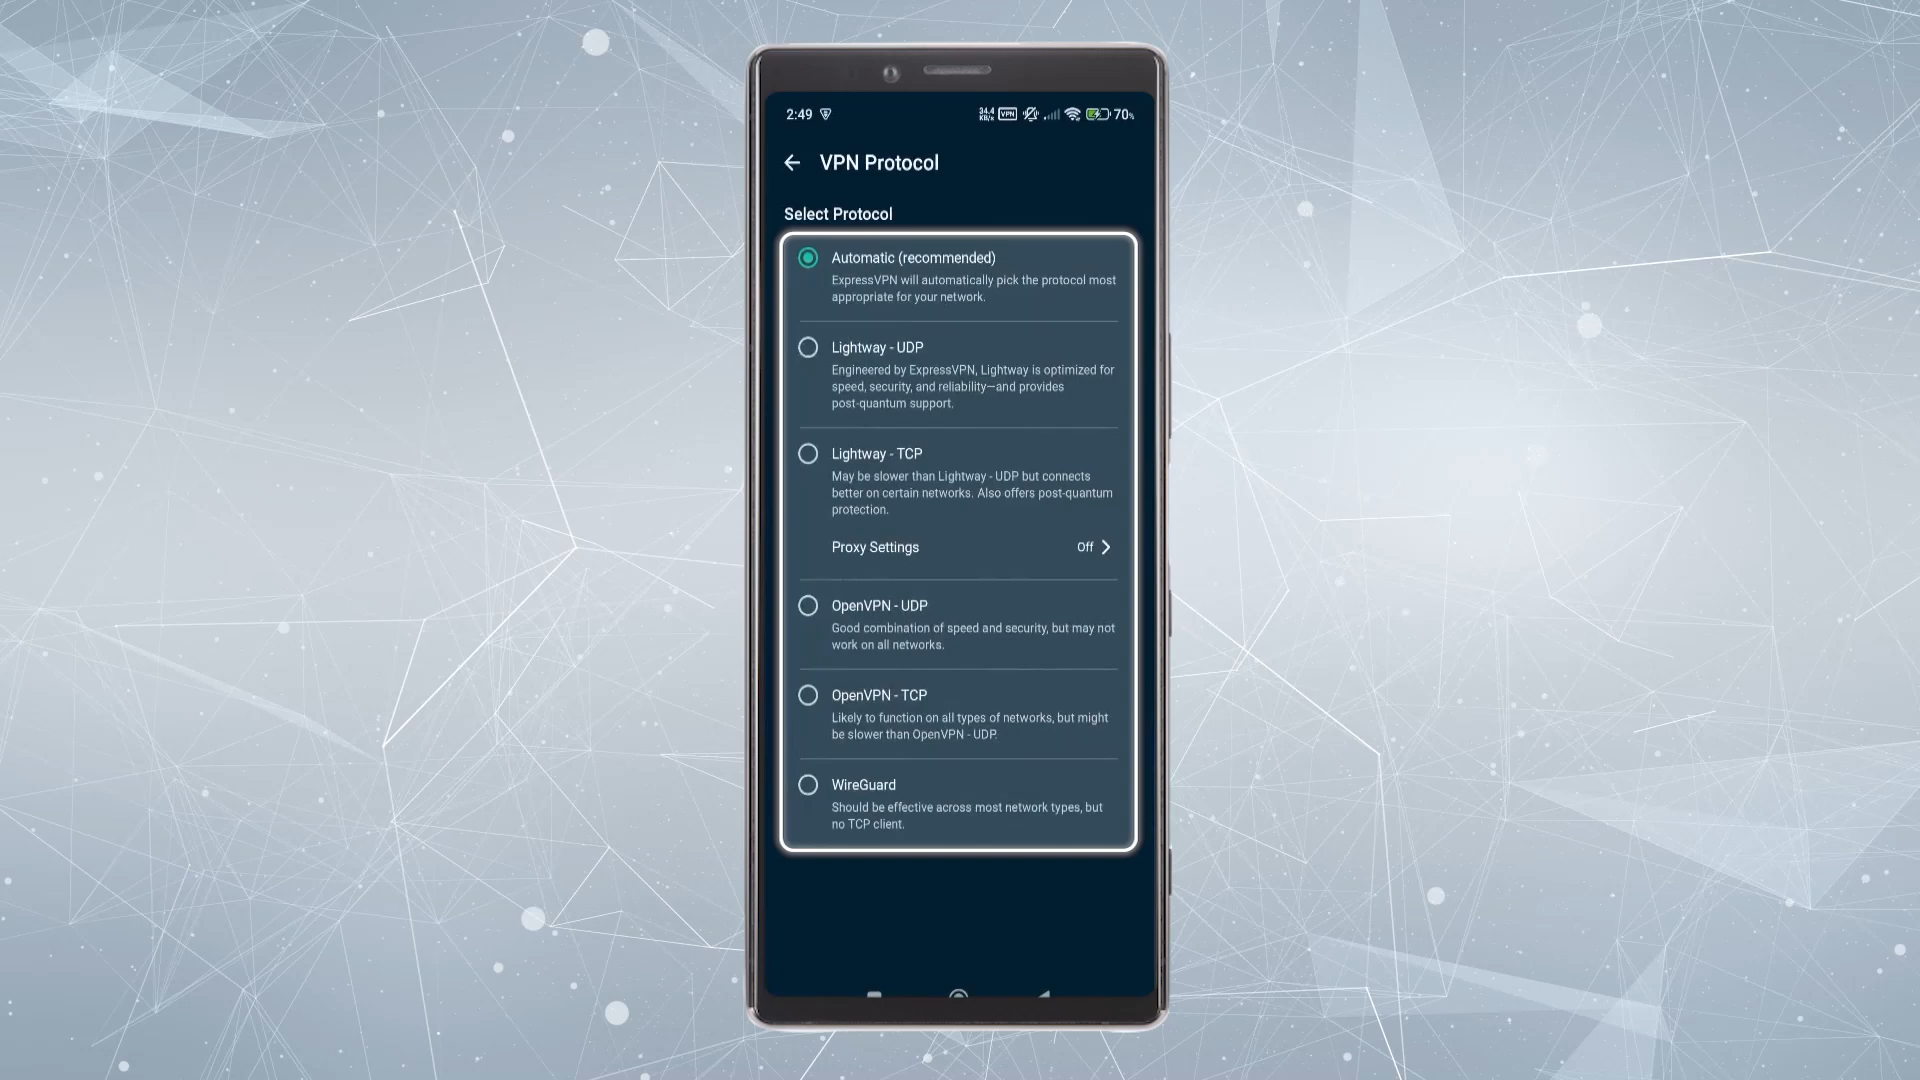 2:49 34.4 KB/s VPN 70%
VPN Protocol
Select Protocol
Automatic (recommended)
ExpressVPN will automatically pick the protocol most
appropriate for your network.
Lightway - UDP
Engineered by ExpressVPN, Lightway is optimized for
speed, security, and reliability—and provides
post-quantum support.
Lightway - TCP
May be slower than Lightway - UDP but connects
better on certain networks. Also offers post-quantum
protection.
Proxy Settings Off
OpenVPN - UDP
Good combination of speed and security, but may not
work on all networks.
OpenVPN - TCP
Likely to function on all types of networks, but might
be slower than OpenVPN - UDP.
WireGuard
Should be effective across most network types, but
no TCP client.